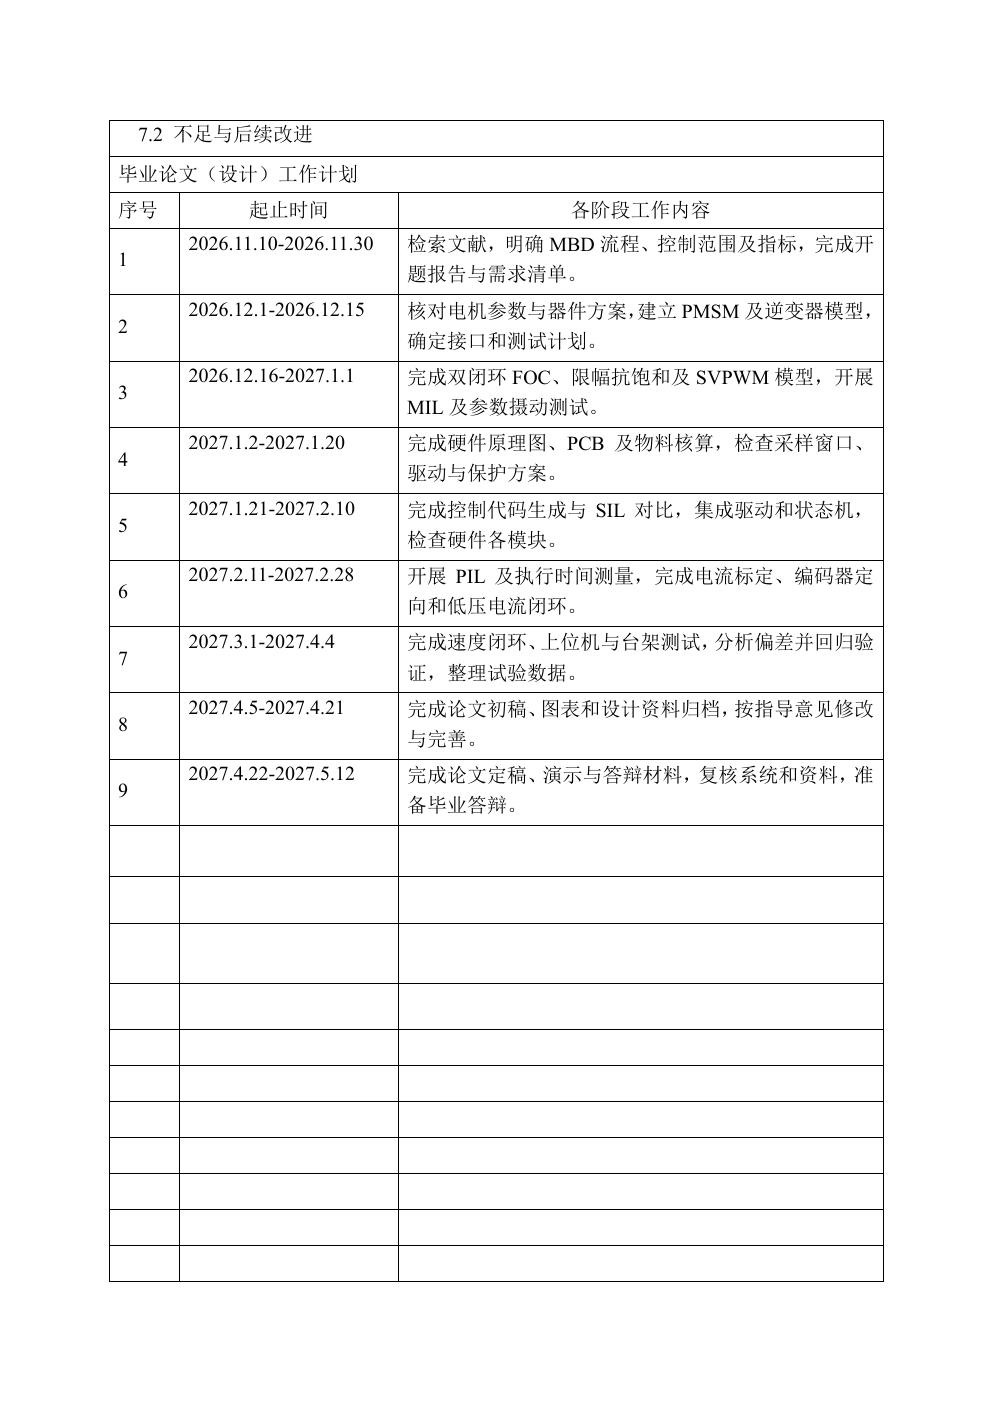 7.2 不足与后续改进
毕业论文（设计）工作计划
序号 起止时间 各阶段工作内容
1 2026.11.10-2026.11.30 检索文献，明确 MBD 流程、控制范围及指标，完成开
题报告与需求清单。
2 2026.12.1-2026.12.15 核对电机参数与器件方案，建立 PMSM 及逆变器模型，
确定接口和测试计划。
3 2026.12.16-2027.1.1 完成双闭环 FOC、限幅抗饱和及 SVPWM 模型，开展
MIL 及参数摄动测试。
4 2027.1.2-2027.1.20 完成硬件原理图、PCB 及物料核算，检查采样窗口、
驱动与保护方案。
5 2027.1.21-2027.2.10 完成控制代码生成与 SIL 对比，集成驱动和状态机，
检查硬件各模块。
6 2027.2.11-2027.2.28 开展 PIL 及执行时间测量，完成电流标定、编码器定
向和低压电流闭环。
7 2027.3.1-2027.4.4 完成速度闭环、上位机与台架测试，分析偏差并回归验
证，整理试验数据。
8 2027.4.5-2027.4.21 完成论文初稿、图表和设计资料归档，按指导意见修改
与完善。
9 2027.4.22-2027.5.12 完成论文定稿、演示与答辩材料，复核系统和资料，准
备毕业答辩。